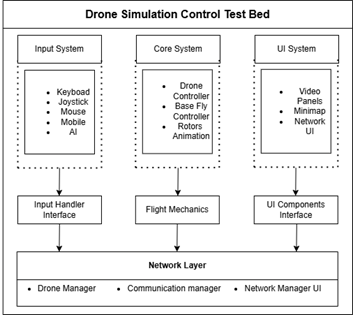 Drone Simulation Control Test Bed
Input System
Core System
UI System
Keyboad
Joystick
Mouse
Mobile
AI
Drone
Controller
Base Fly
Controller
Rotors
Animation
Video
Panels
Minimap
Network
UI
Input Handler
Interface
Flight Mechanics
UI Components
Interface
Network Layer
Drone Manager
Communication manager
Network Manager UI